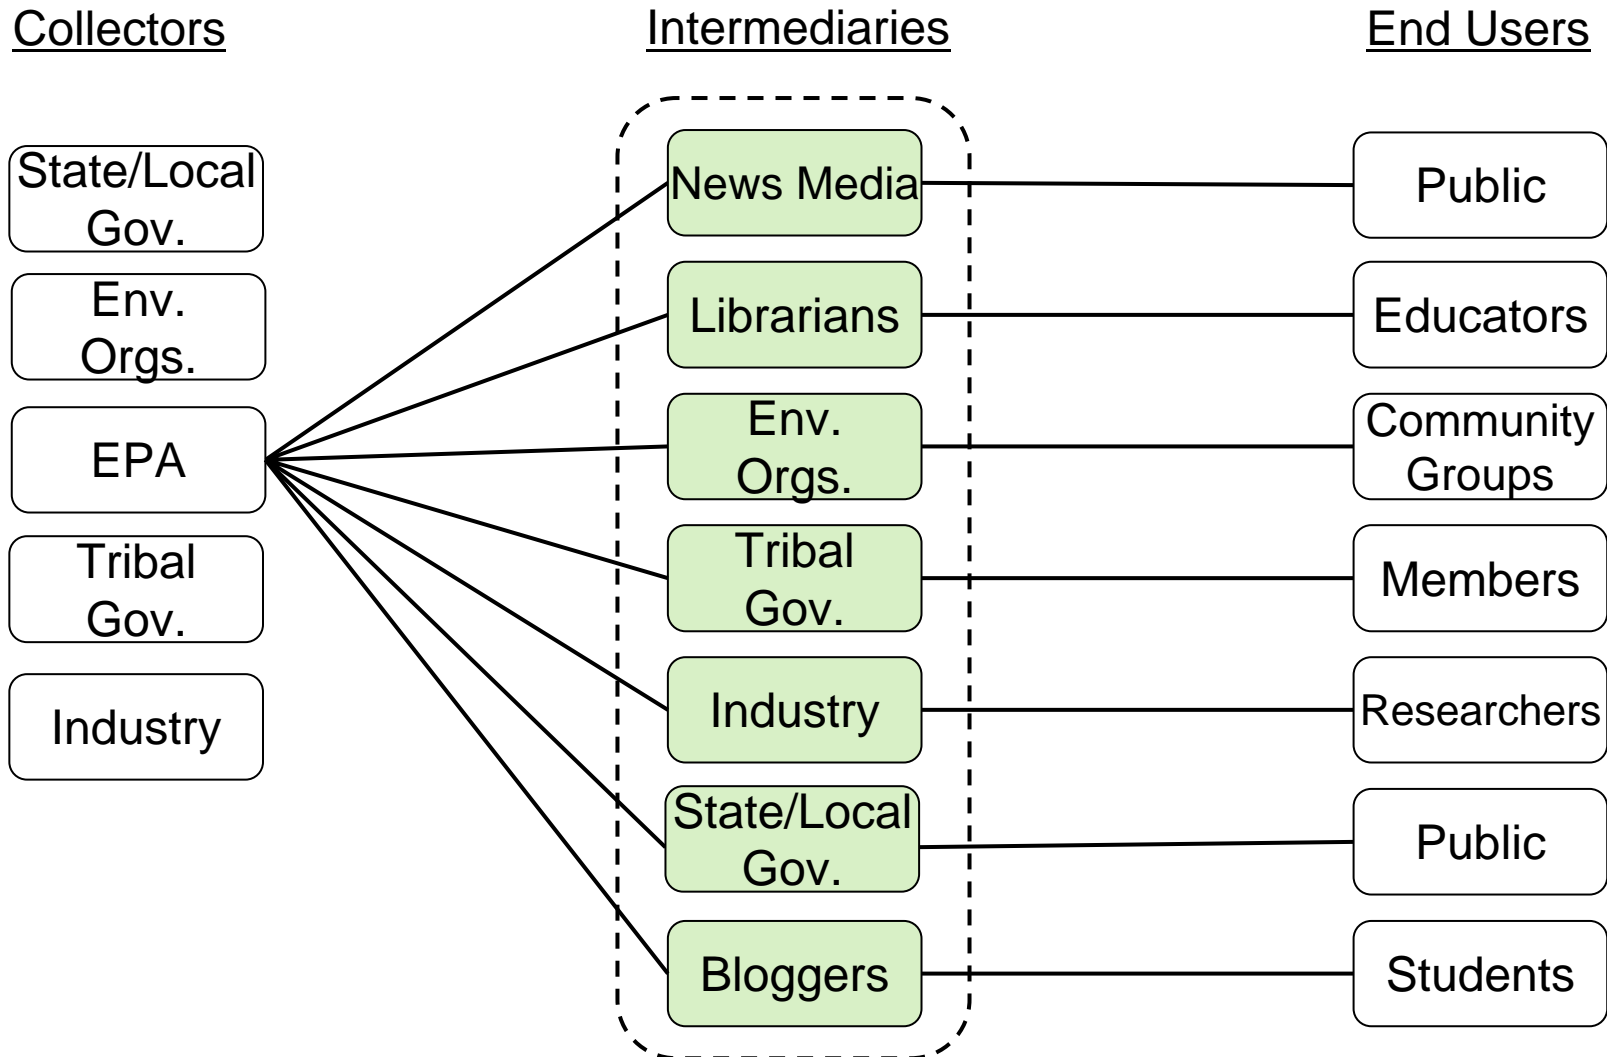 Collectors
Intermediaries
End Users
State/Local
Gov.
Env.
Orgs.
EPA
Tribal
Gov.
Industry
News Media
Librarians
Env.
Orgs.
Tribal
Gov.
Industry
State/Local
Gov.
Bloggers
Public
Educators
Community
Groups
Members
Researchers
Public
Students